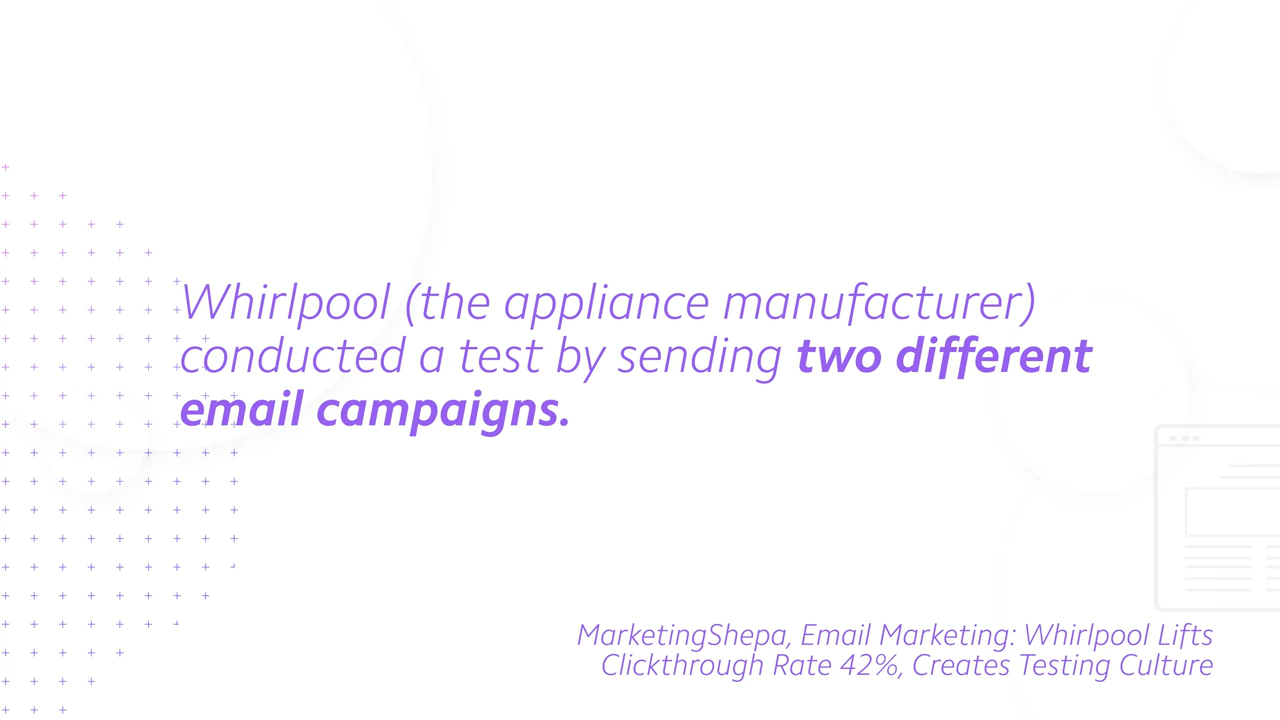 Whirlpool (the appliance manufacturer)
conducted a test by sending two different
email campaigns.
MarketingShepa, Email Marketing: Whirlpool Lifts
Clickthrough Rate 42%, Creates Testing Culture